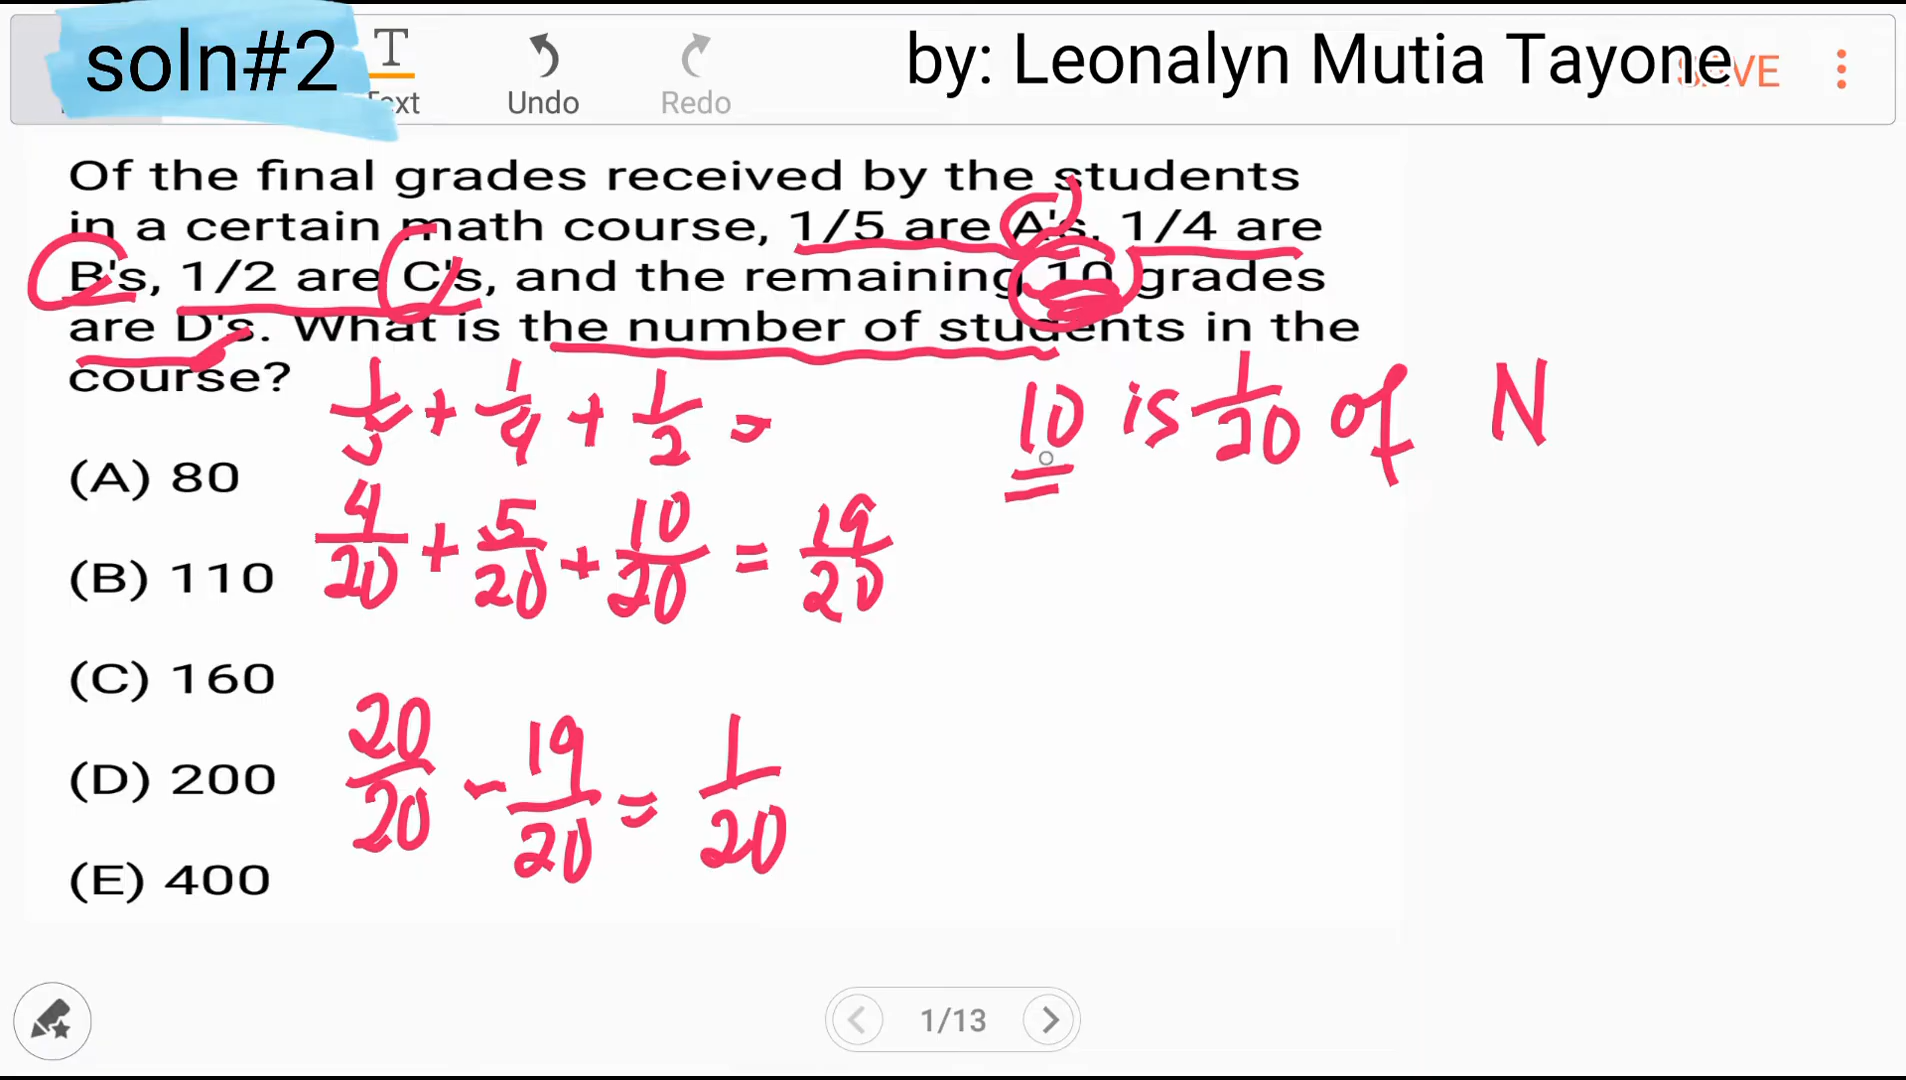 soln#2
T
by: Leonalyn Mutia Tayone
VE
Text
Undo
Redo
Of the final grades received by the students
in a certain math course, 1/5 are A's, 1/4 are
B's, 1/2 are C's, and the remaining 10 grades
are D's. What is the number of students in the
course?
1/5 + 1/4 + 1/2 =
10 is 1/20 of N
(A) 80
4/20 + 5/20 + 10/20 = 19/20
(B) 110
(C) 160
20/20 - 19/20 = 1/20
(D) 200
(E) 400
1/13